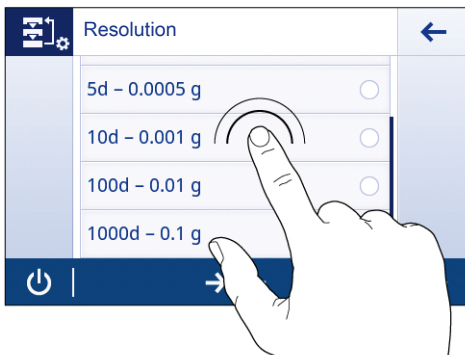 Resolution
5d – 0.0005 g
10d – 0.001 g
100d – 0.01 g
1000d – 0.1 g